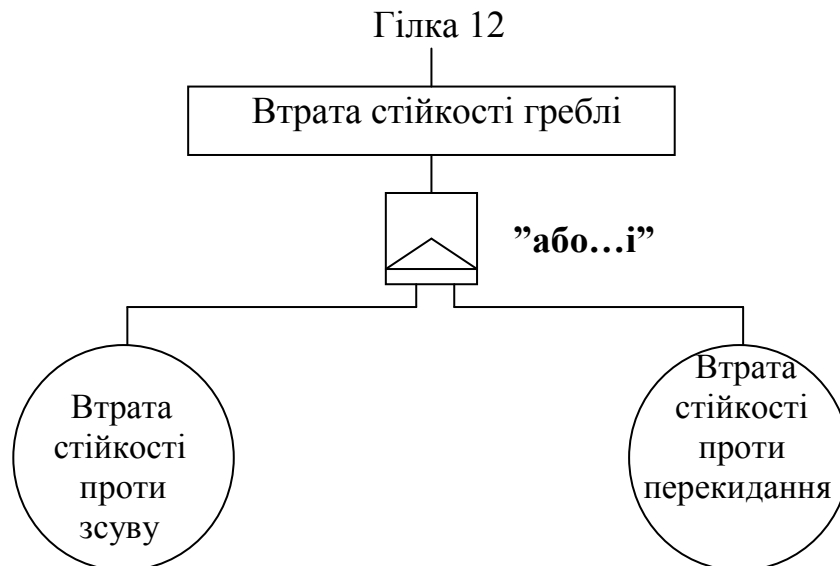 Гілка 12
Втрата стійкості греблі
”або…і”
Втрата
стійкості
проти
зсуву
Втрата
стійкості
проти
перекидання